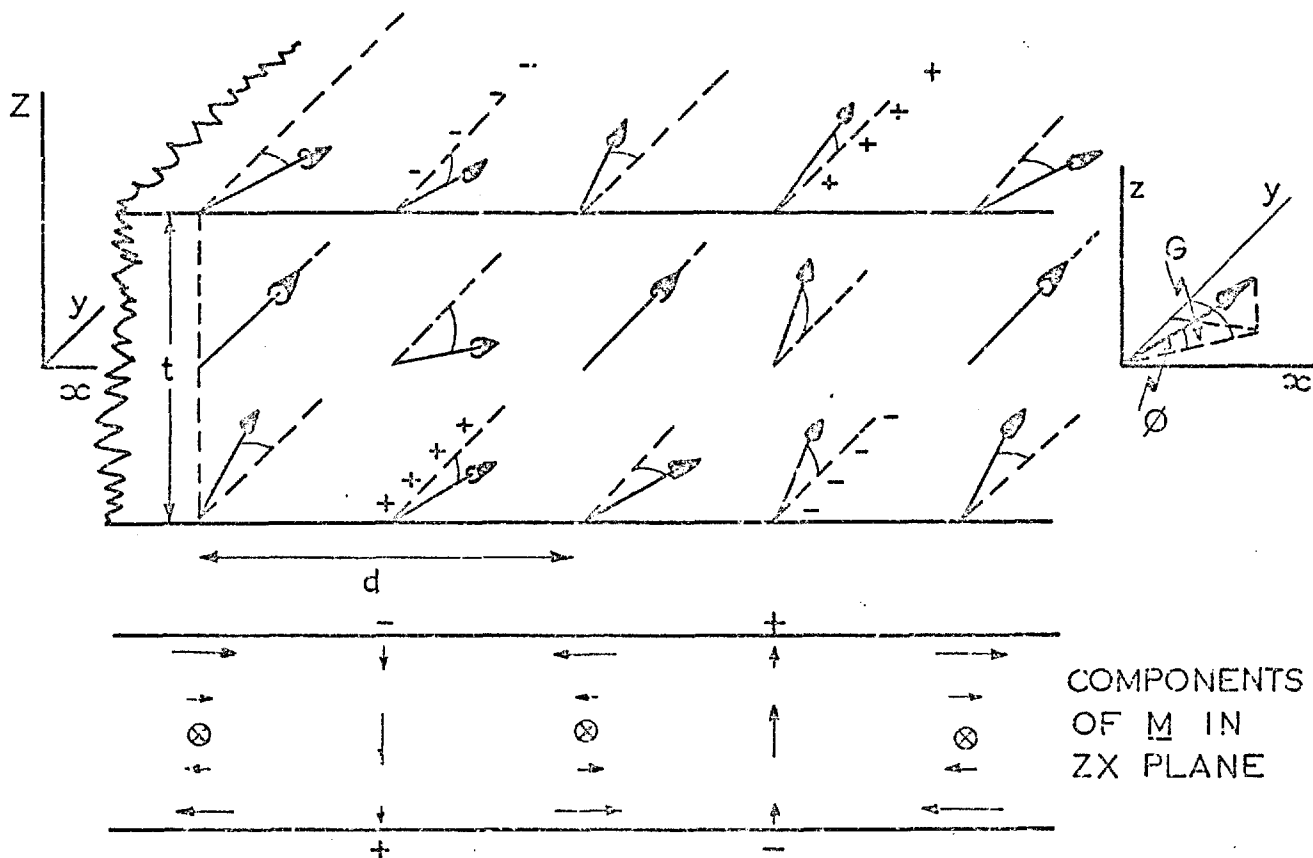 Z
y
x
t
d
z
y
G
x
Ø
- - - -
+ + + +
+ + + +
- - - -
- +
+ -
COMPONENTS
OF M IN
ZX PLANE